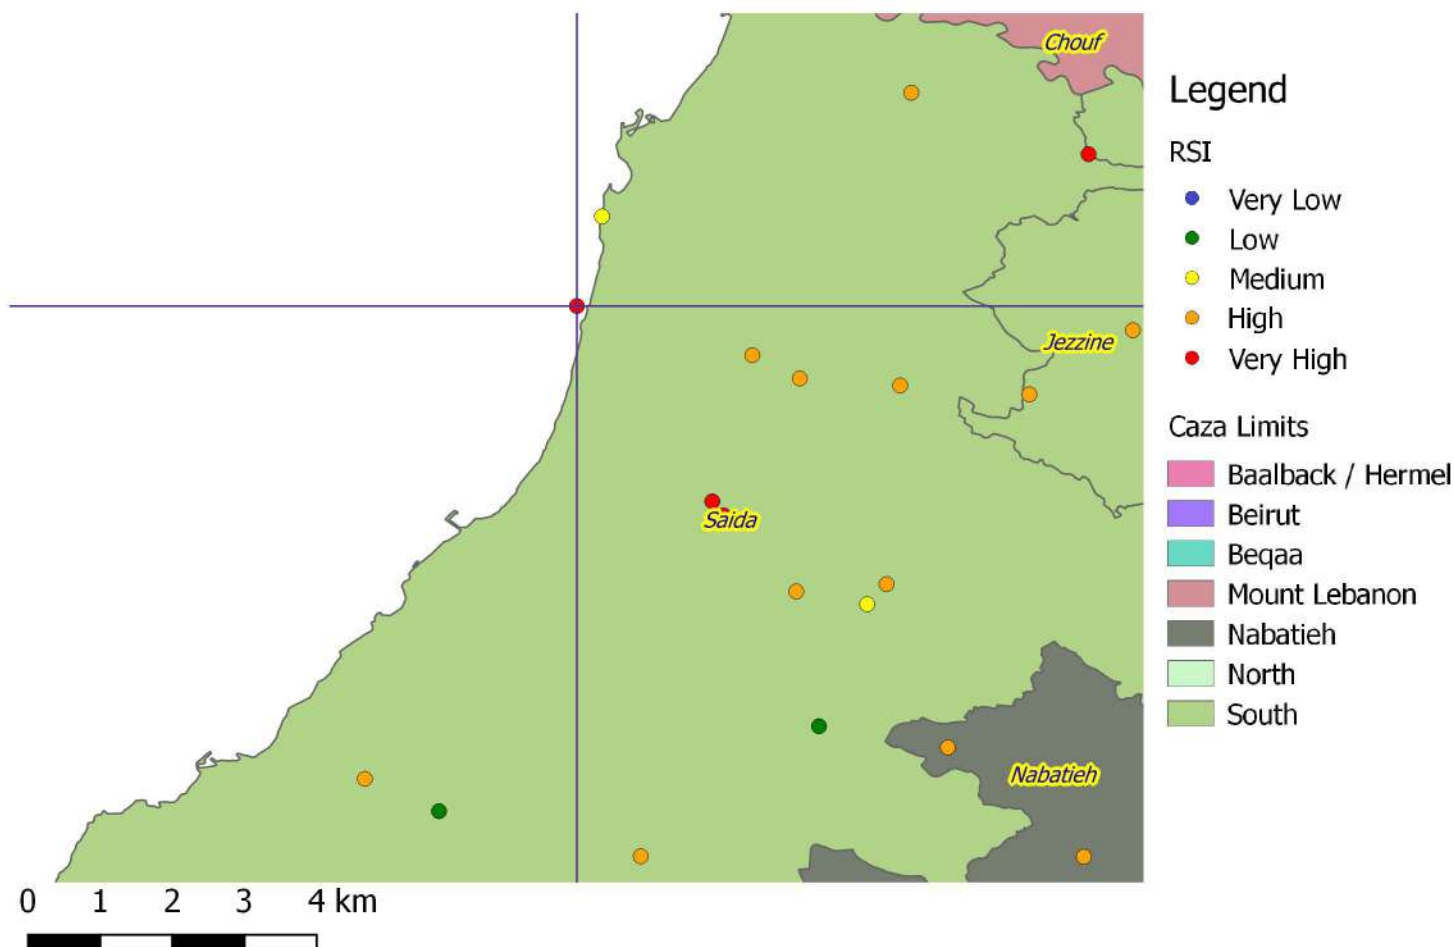 Chouf
Jezzine
Saida
Nabatieh
0 1 2 3 4 km
Legend
RSI
Very Low
Low
Medium
High
Very High
Caza Limits
Baalback / Hermel
Beirut
Beqaa
Mount Lebanon
Nabatieh
North
South